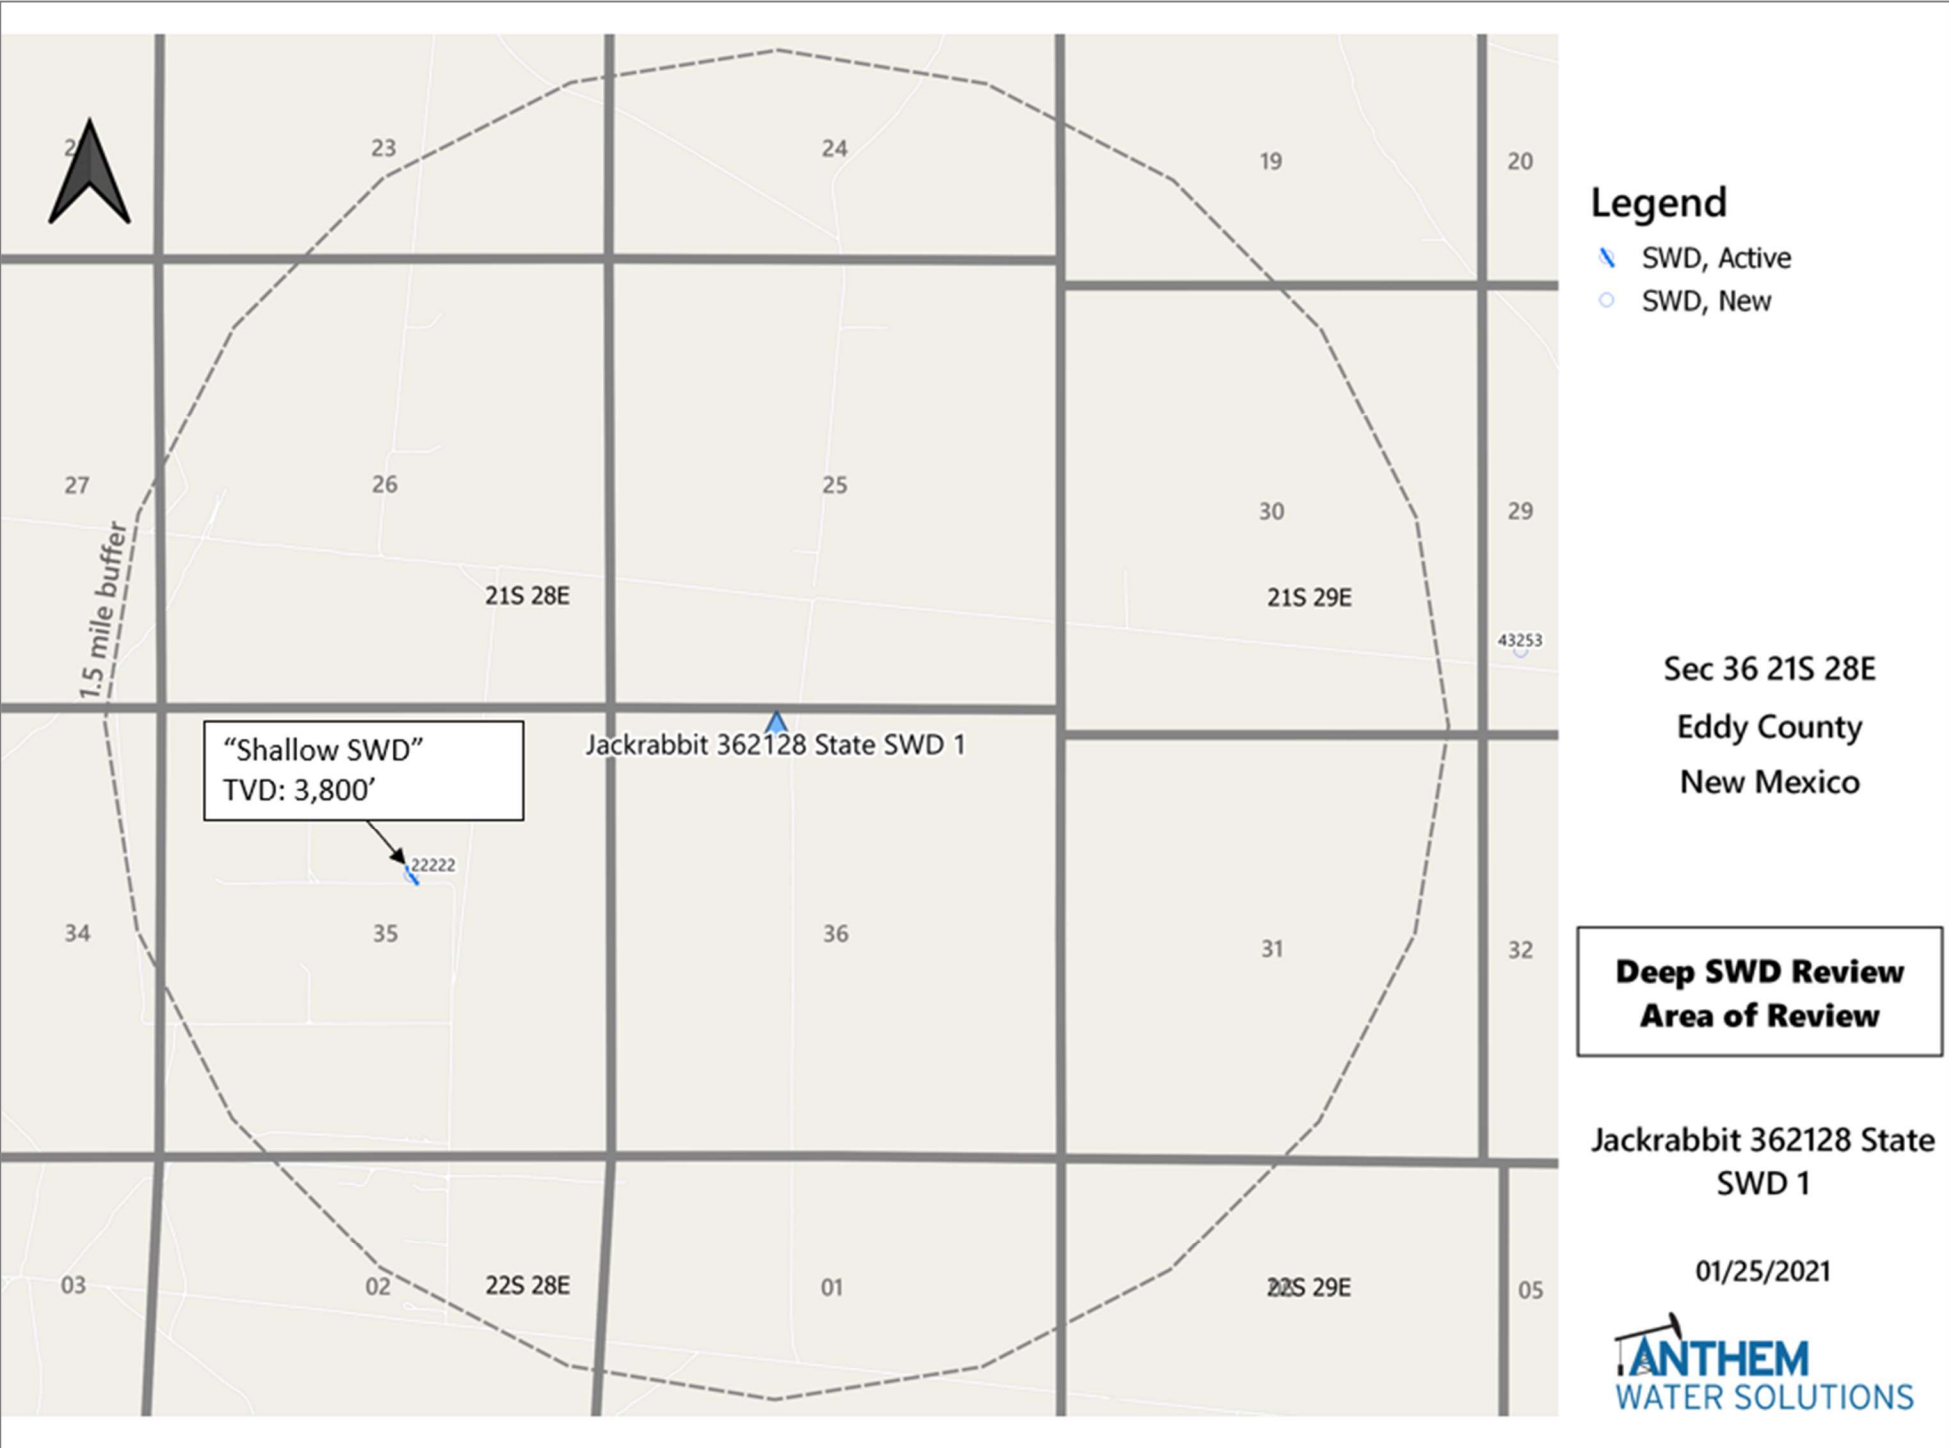 23
24
19
20
Legend
SWD, Active
SWD, New
27
26
25
30
29
1.5 mile buffer
21S 28E
21S 29E
43253
Sec 36 21S 28E
Eddy County
New Mexico
“Shallow SWD”
TVD: 3,800’
Jackrabbit 362128 State SWD 1
22222
34
35
36
31
32
Deep SWD Review
Area of Review
Jackrabbit 362128 State
SWD 1
01/25/2021
03
02
22S 28E
01
22S 29E
05
ANTHEM
WATER SOLUTIONS